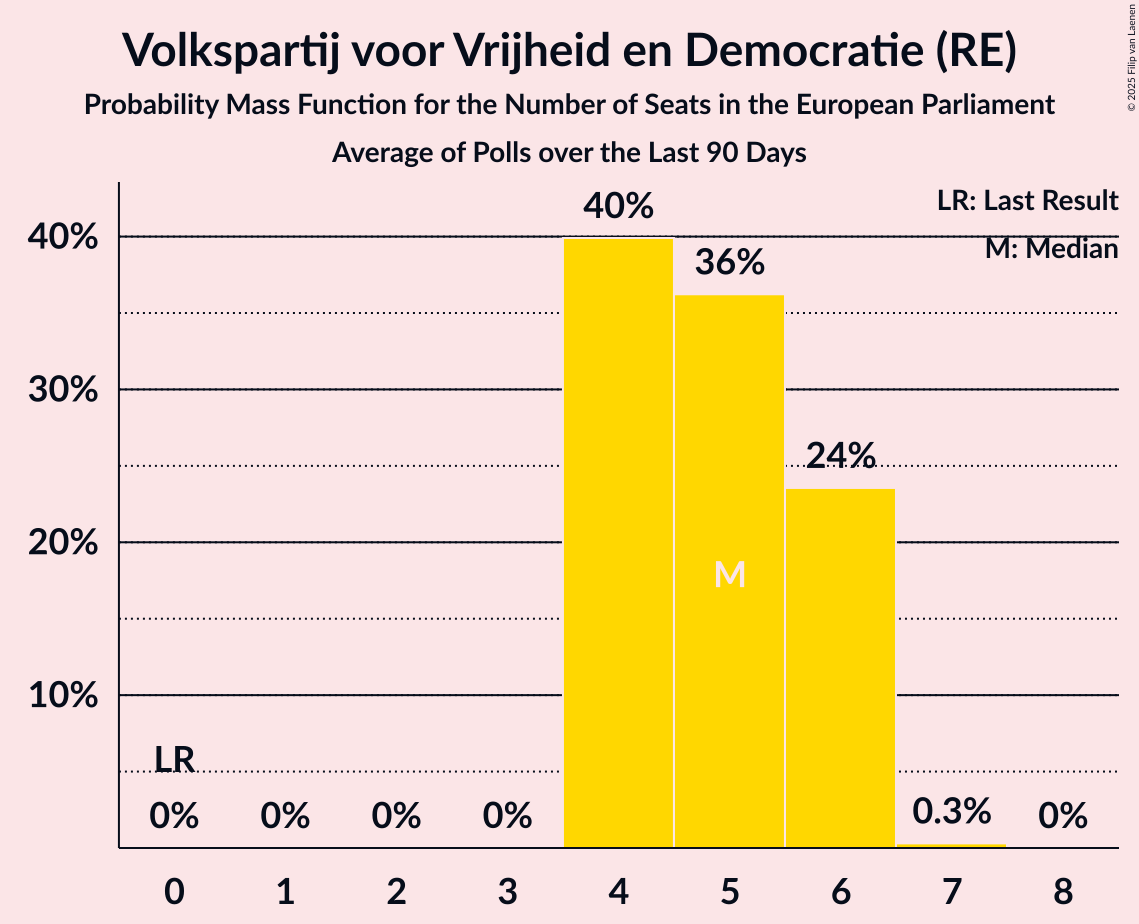 Volkspartij voor Vrijheid en Democratie (RE)
Probability Mass Function for the Number of Seats in the European Parliament
Average of Polls over the Last 90 Days
© 2025 Filip van Laenen
LR: Last Result
M: Median
40%
30%
20%
10%
40%
36%
24%
M
LR
0%
0%
0%
0%
0.3%
0%
0 1 2 3 4 5 6 7 8